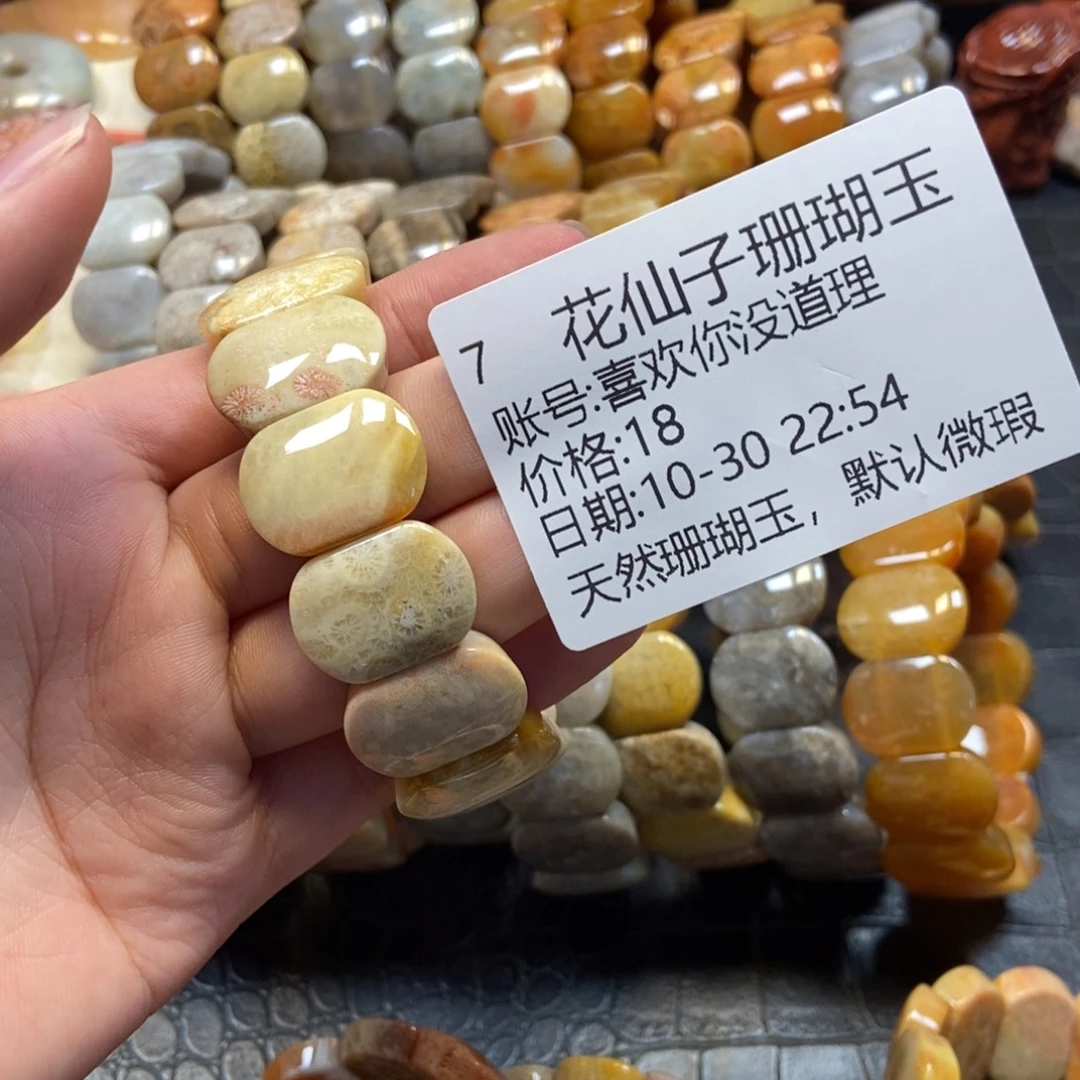 花仙子珊瑚玉
7
账号:喜欢你没道理
价格:18
日期:10-30 22:54
天然珊瑚玉，默认微瑕